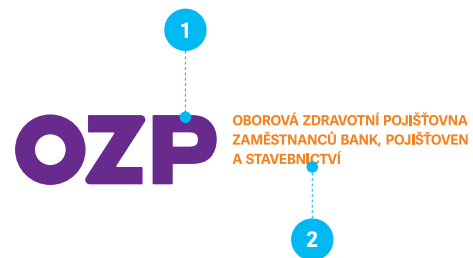 1
OZP
OBOROVÁ ZDRAVOTNÍ POJIŠŤOVNA
ZAMĚSTNANCŮ BANK, POJIŠŤOVEN
A STAVEBNICTVÍ
2